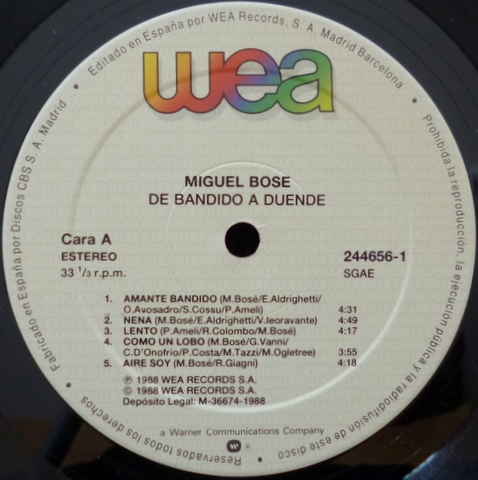 • Editado en España por WEA Records, S. A. Madrid Barcelona •
wea
MIGUEL BOSE
DE BANDIDO A DUENDE
Cara A
ESTEREO
33 1/3 r.p.m.
244656-1
SGAE
1. AMANTE BANDIDO (M.Bosé/E.Aldrighetti/
O.Avosadro/S.Cossu/P.Ameli) 4:31
2. NENA (M.Bosé/E.Aldrighetti/V.leoravante) 4:49
3. LENTO (P.Ameli/R.Colombo/M.Bosé) 4:17
4. COMO UN LOBO (M.Bosé/G.Vanni/
C.D'Onofrio/P.Costa/M.Tazzi/M.Ogletree) 3:55
5. AIRE SOY (M.Bosé/R.Giagni) 4:18
Ⓟ 1988 WEA RECORDS S.A.
© 1988 WEA RECORDS S.A.
Depósito Legal: M-36674-1988
a Warner Communications Company
Prohibida la reproducción, la ejecución pública y la radiodifusión de este disco
Reservados todos los derechos •
Fabricado en España por Discos CBS S. A. Madrid •